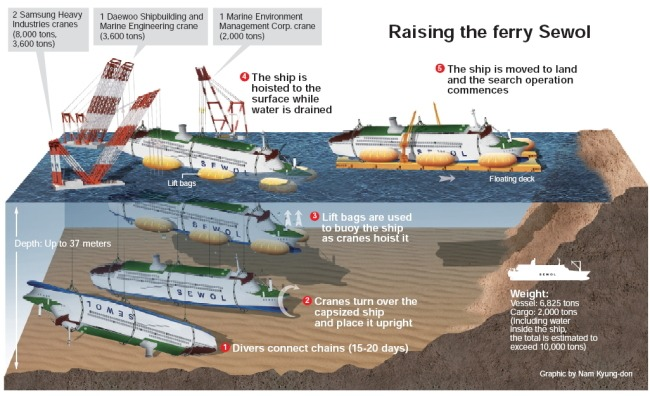 2 Samsung Heavy
Industries cranes
(8,000 tons,
3,600 tons)
1 Daewoo Shipbuilding and
Marine Engineering crane
(3,600 tons)
1 Marine Environment
Management Corp. crane
(2,000 tons)
Raising the ferry Sewol
4 The ship is
hoisted to the
surface while
water is drained
5 The ship is moved to land
and the search operation
commences
SEWOL
Lift bags
SEWOL
Floating deck
SEWOL
3 Lift bags are used
to buoy the ship
as cranes hoist it
Depth: Up to 37 meters
SEWOL
2 Cranes turn over the
capsized ship
and place it upright
SEWOL
1 Divers connect chains (15-20 days)
SEWOL
Weight:
Vessel: 6,825 tons
Cargo: 2,000 tons
(Including water
inside the ship,
the total is estimated to
exceed 10,000 tons)
Graphic by Nam Kyung-don